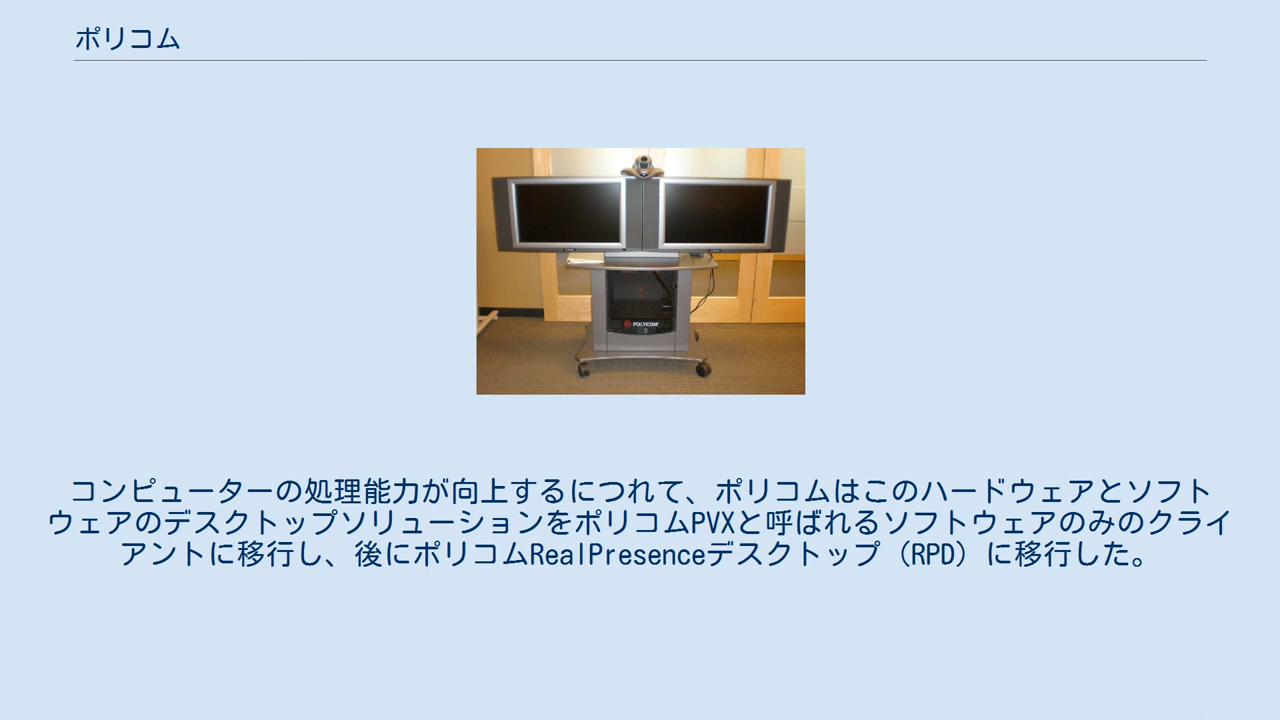 ポリコム
POLYCOM
コンピューターの処理能力が向上するにつれて、ポリコムはこのハードウェアとソフト
ウェアのデスクトップソリューションをポリコムPVXと呼ばれるソフトウェアのみのクライ
アントに移行し、後にポリコムRealPresenceデスクトップ（RPD）に移行した。